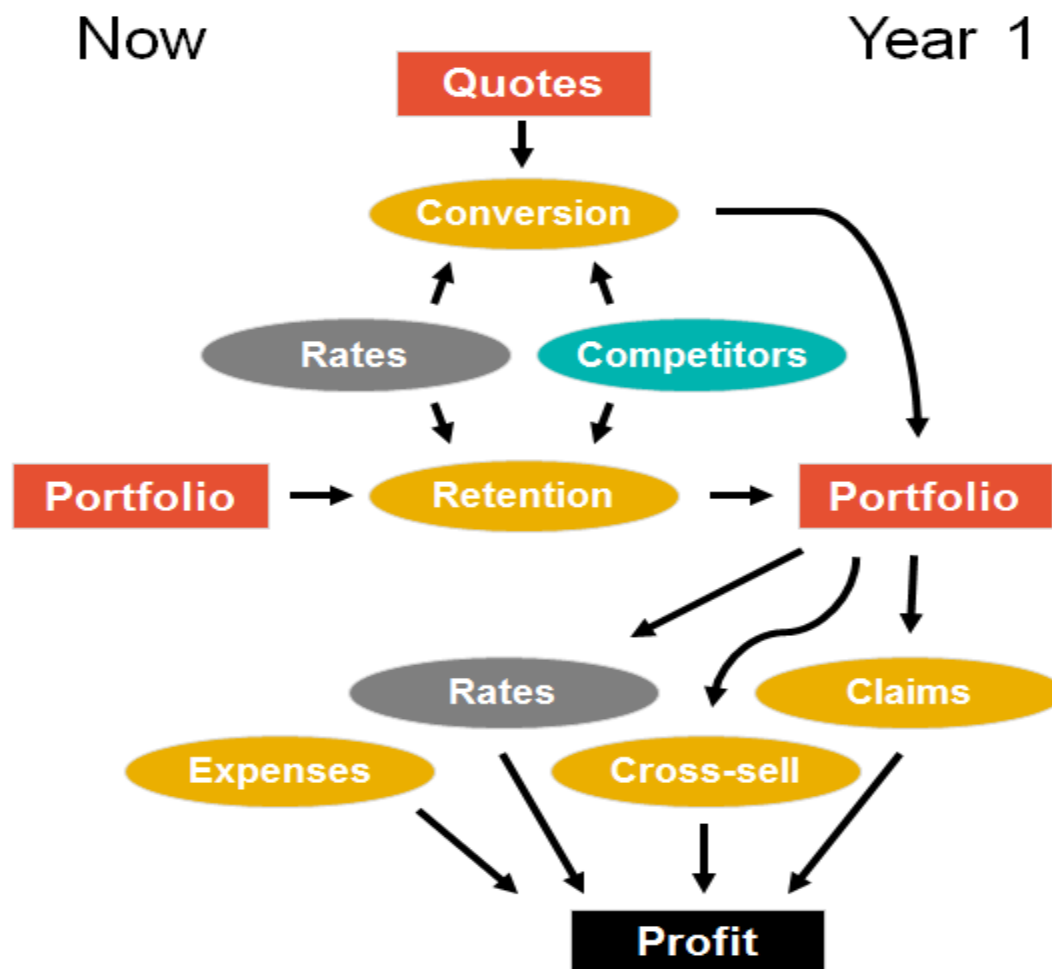 Now
Year 1
Quotes
Conversion
Rates
Competitors
Portfolio
Retention
Portfolio
Rates
Claims
Expenses
Cross-sell
Profit